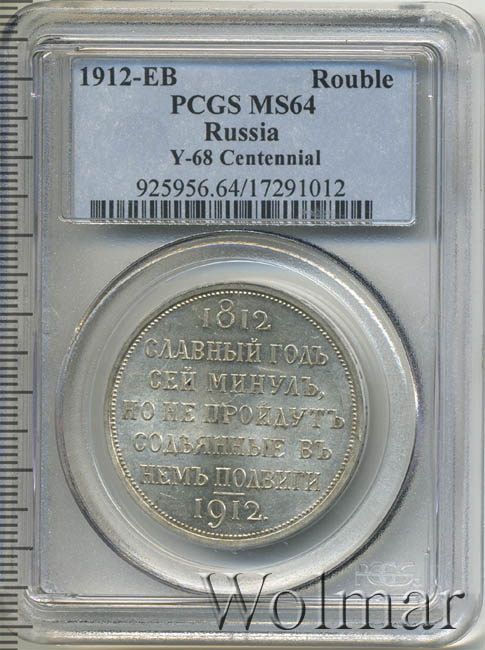 1912-EB Rouble
PCGS MS64
Russia
Y-68 Centennial
925956.64/17291012
1812
СЛАВНЫЙ ГОДЪ
СЕЙ МИНУЛЪ,
НО НЕ ПРОЙДУТЪ
СОДѢЯННЫЕ ВЪ
НЕМЪ ПОДВИГИ
1912.
PCGS
Wolmar